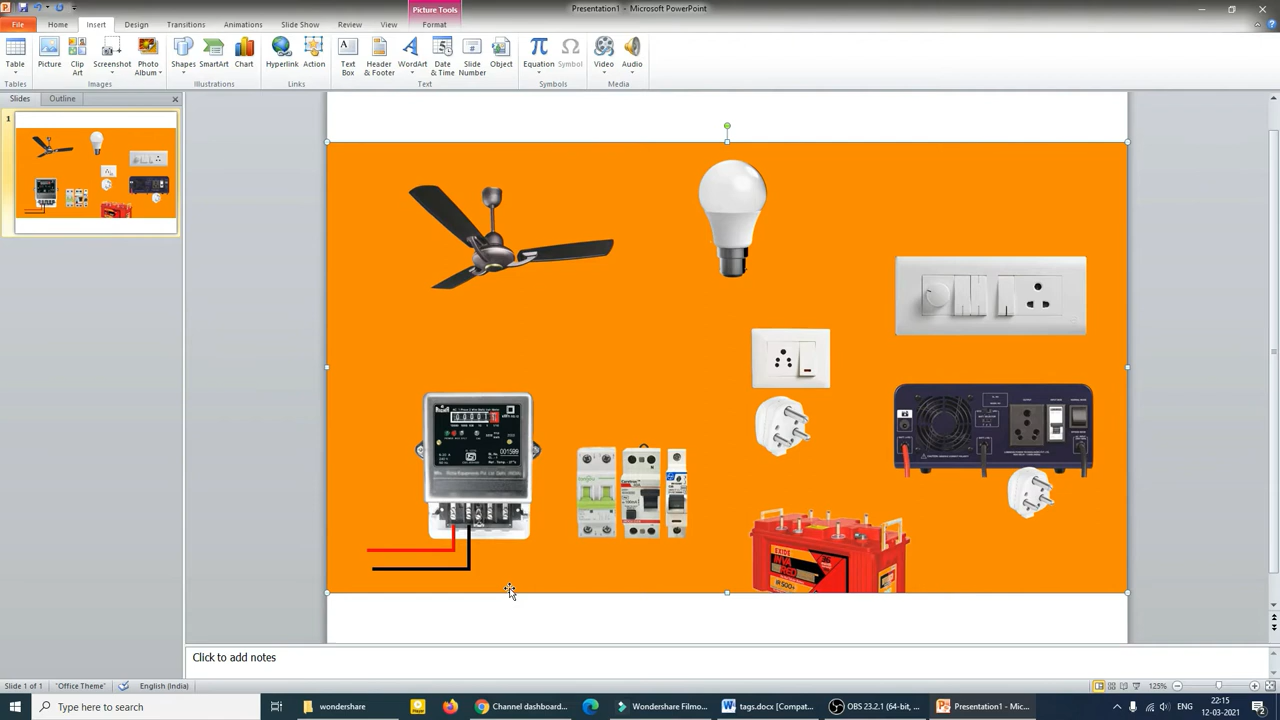 Picture Tools
Presentation1 - Microsoft PowerPoint
File Home Insert Design Transitions Animations Slide Show Review View Format
Table Picture Clip Art Screenshot Photo Album Shapes SmartArt Chart Hyperlink Action Text Box Header & Footer WordArt Date & Time Slide Number Object Equation Symbol Video Audio
Tables Images Illustrations Links Text Symbols Media
Slides Outline
1
001599
EXIDE
Click to add notes
Slide 1 of 1 "Office Theme" English (India) 125%
Type here to search
wondershare
Channel dashboard...
Wondershare Filmo...
tags.docx [Compat...
OBS 23.2.1 (64-bit, ...
Presentation1 - Mic...
22:15
12-03-2021